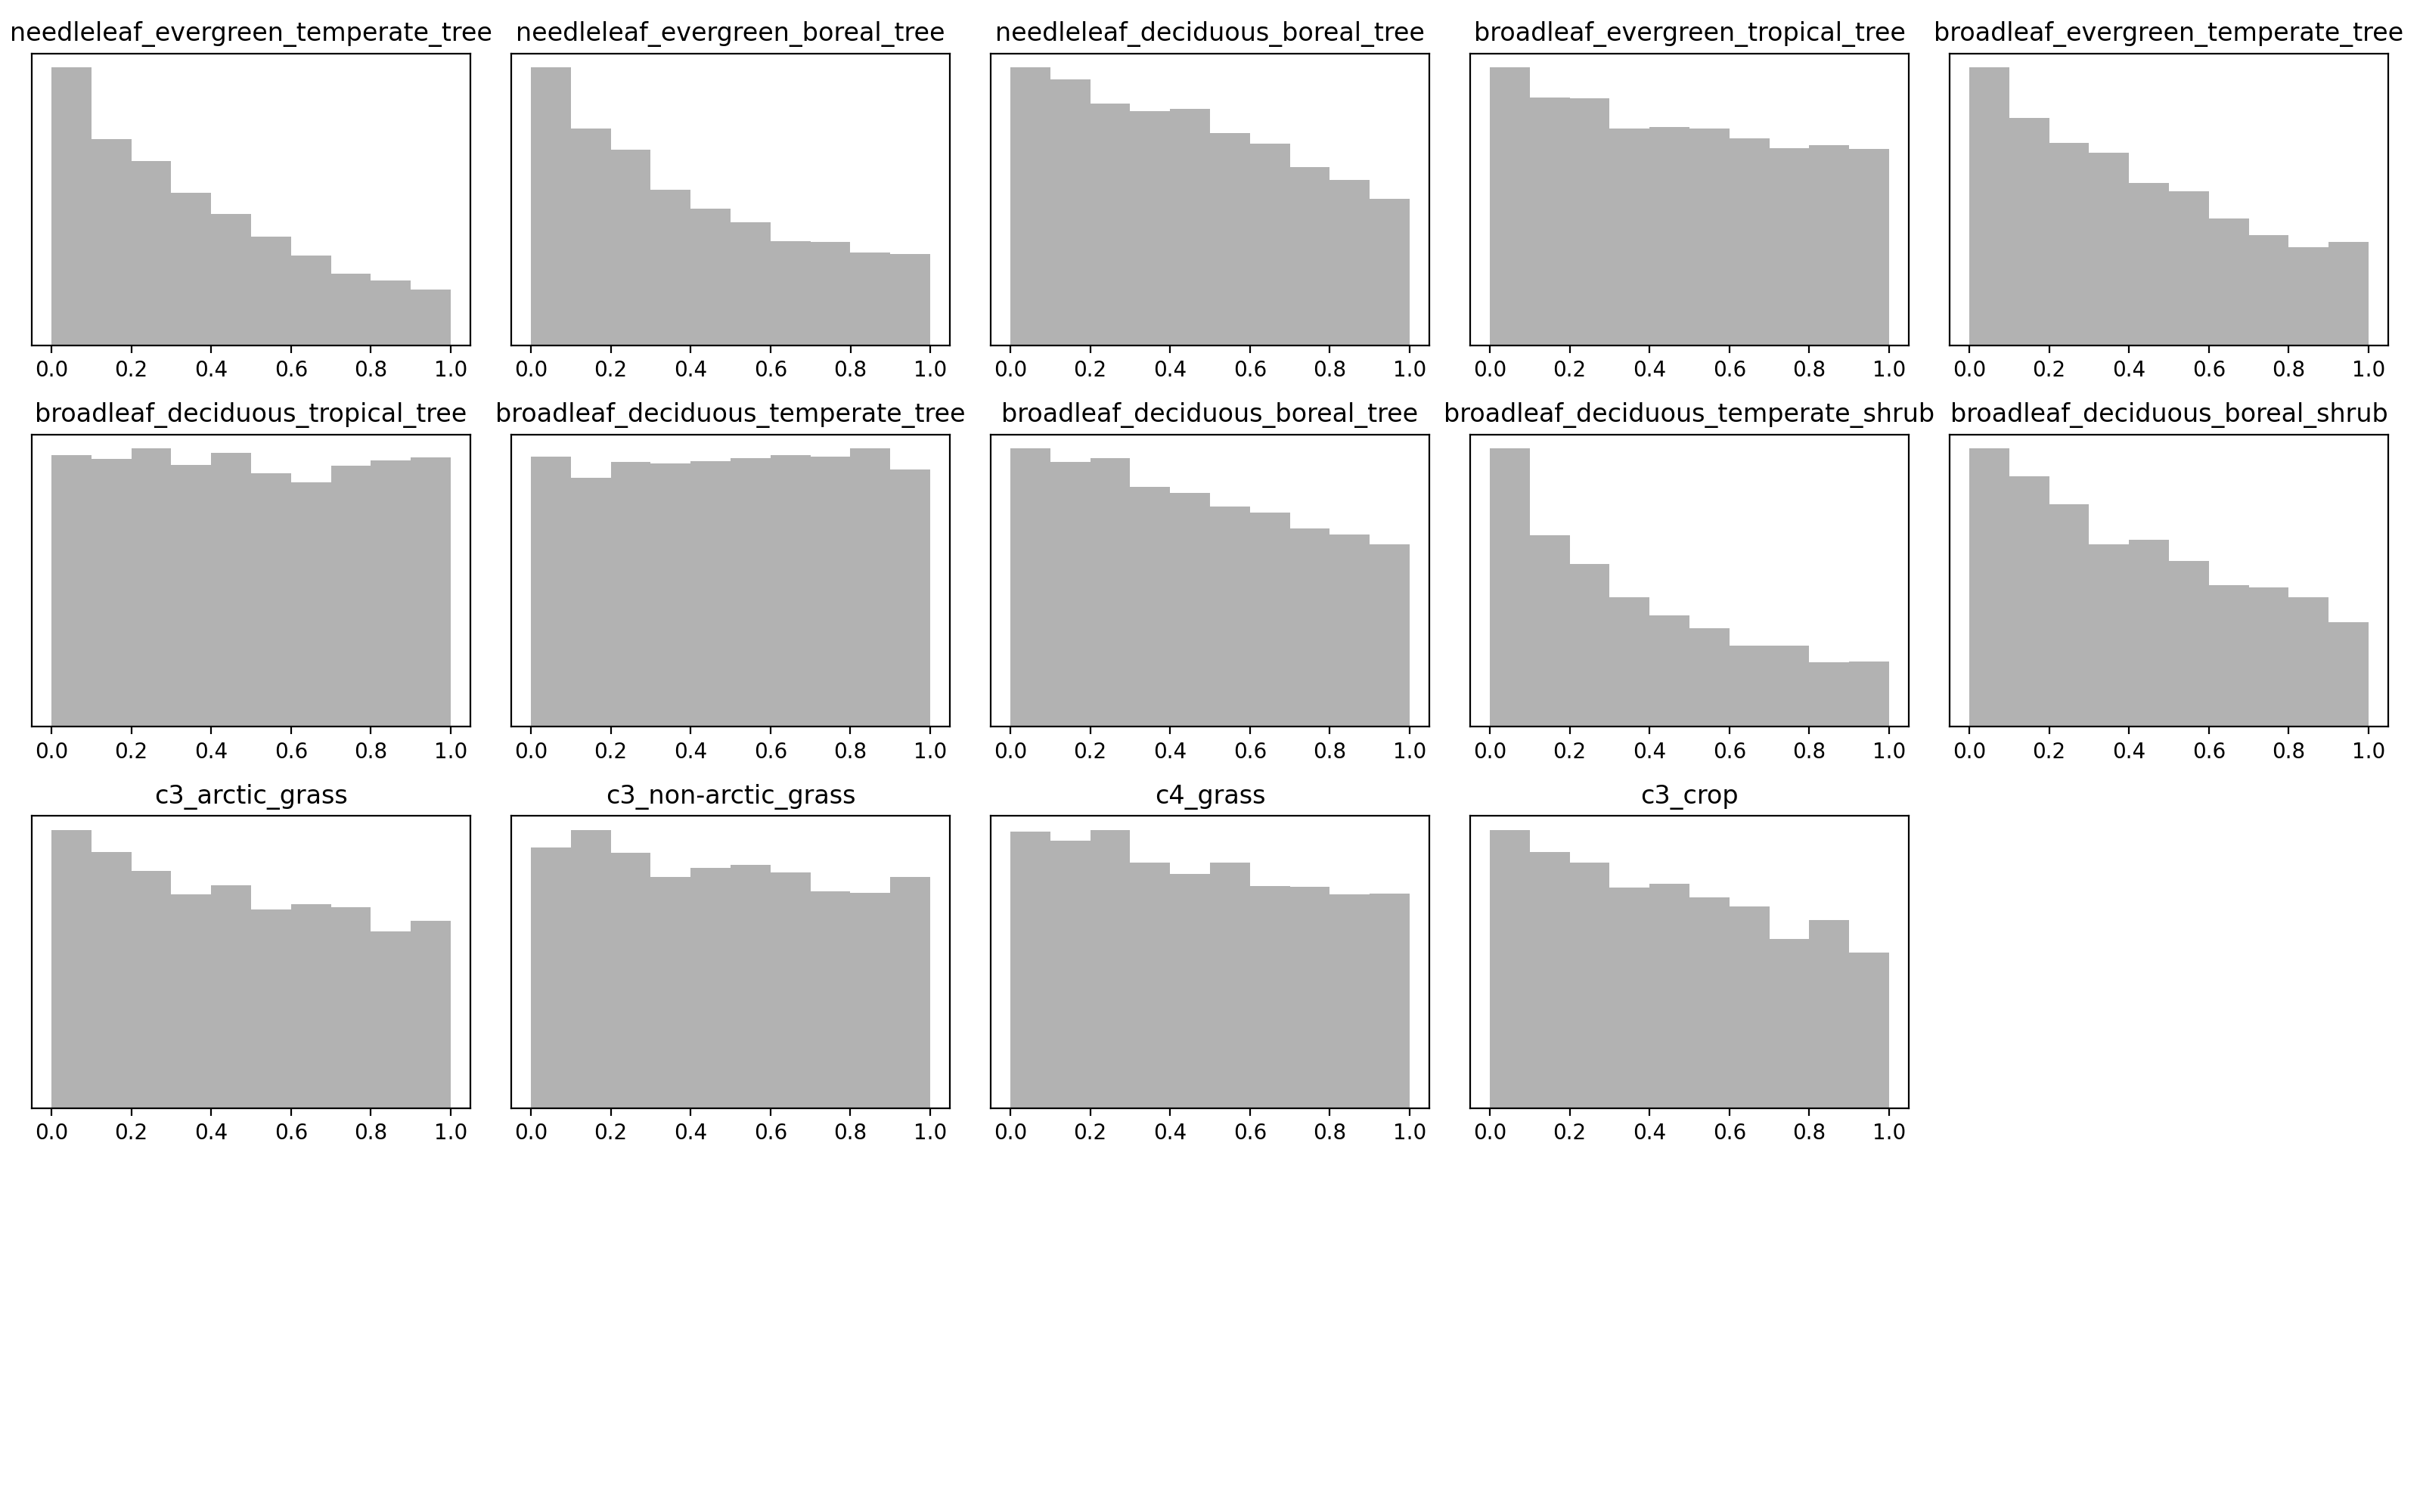 needleleaf_evergreen_temperate_tree needleleaf_evergreen_boreal_tree needleleaf_deciduous_boreal_tree broadleaf_evergreen_tropical_tree broadleaf_evergreen_temperate_tree
0.0 0.2 0.4 0.6 0.8 1.0 0.0 0.2 0.4 0.6 0.8 1.0 0.0 0.2 0.4 0.6 0.8 1.0 0.0 0.2 0.4 0.6 0.8 1.0 0.0 0.2 0.4 0.6 0.8 1.0
broadleaf_deciduous_tropical_tree broadleaf_deciduous_temperate_tree broadleaf_deciduous_boreal_tree broadleaf_deciduous_temperate_shrub broadleaf_deciduous_boreal_shrub
0.0 0.2 0.4 0.6 0.8 1.0 0.0 0.2 0.4 0.6 0.8 1.0 0.0 0.2 0.4 0.6 0.8 1.0 0.0 0.2 0.4 0.6 0.8 1.0 0.0 0.2 0.4 0.6 0.8 1.0
c3_arctic_grass c3_non-arctic_grass c4_grass c3_crop
0.0 0.2 0.4 0.6 0.8 1.0 0.0 0.2 0.4 0.6 0.8 1.0 0.0 0.2 0.4 0.6 0.8 1.0 0.0 0.2 0.4 0.6 0.8 1.0